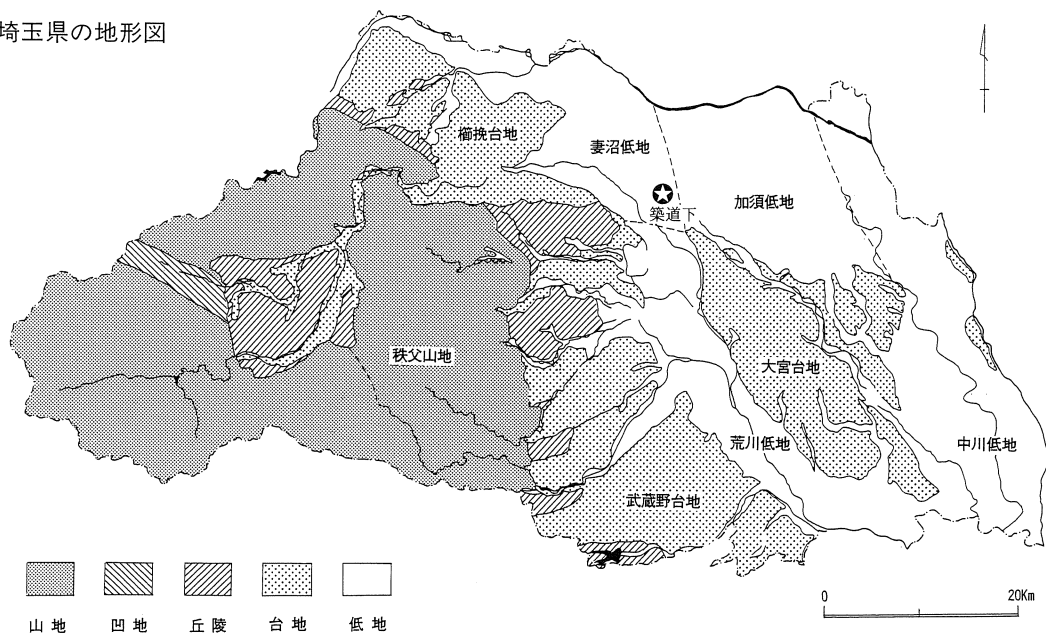 埼玉県の地形図
櫛挽台地
妻沼低地
築道下
加須低地
秩父山地
大宮台地
荒川低地
中川低地
武蔵野台地
山地
凹地
丘陵
台地
低地
0
20Km